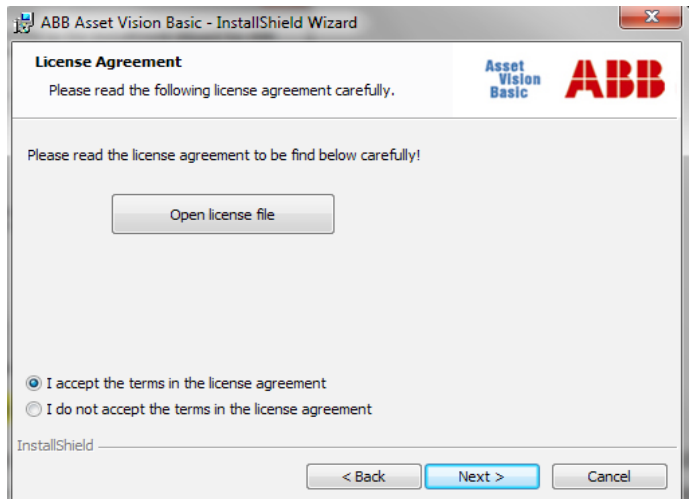 ABB Asset Vision Basic - InstallShield Wizard
License Agreement
Please read the following license agreement carefully.
Asset
Vision
Basic
ABB
Please read the license agreement to be find below carefully!
Open license file
I accept the terms in the license agreement
I do not accept the terms in the license agreement
InstallShield
< Back
Next >
Cancel